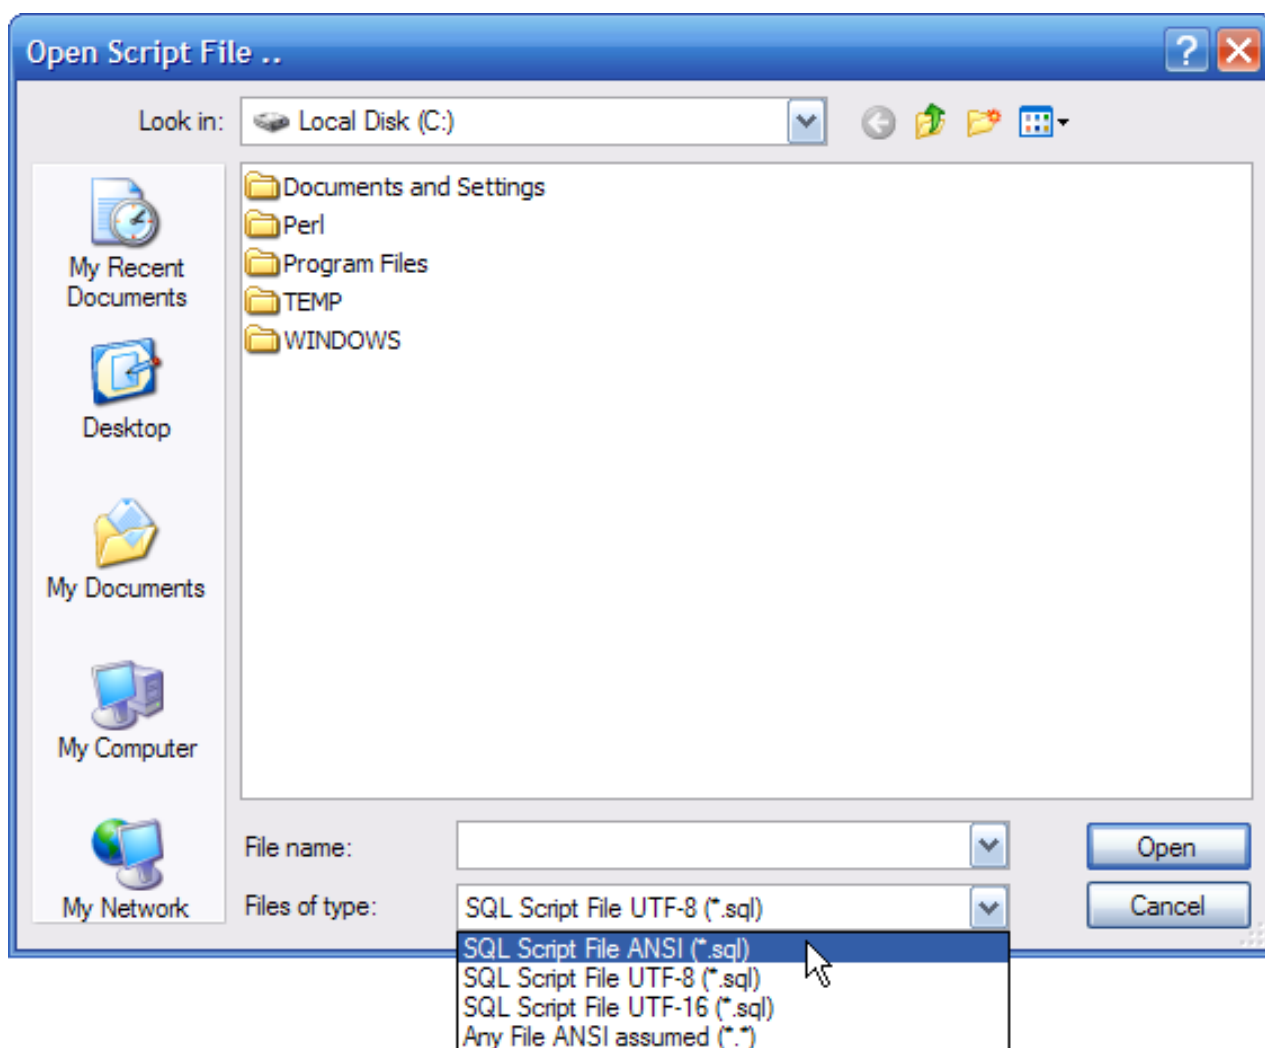 Open Script File ..
?
Look in:
Local Disk (C:)
Documents and Settings
Perl
Program Files
TEMP
WINDOWS
My Recent
Documents
Desktop
My Documents
My Computer
My Network
File name:
Open
Files of type:
SQL Script File UTF-8 (*.sql)
Cancel
SQL Script File ANSI (*.sql)
SQL Script File UTF-8 (*.sql)
SQL Script File UTF-16 (*.sql)
Any File ANSI assumed (*.*)